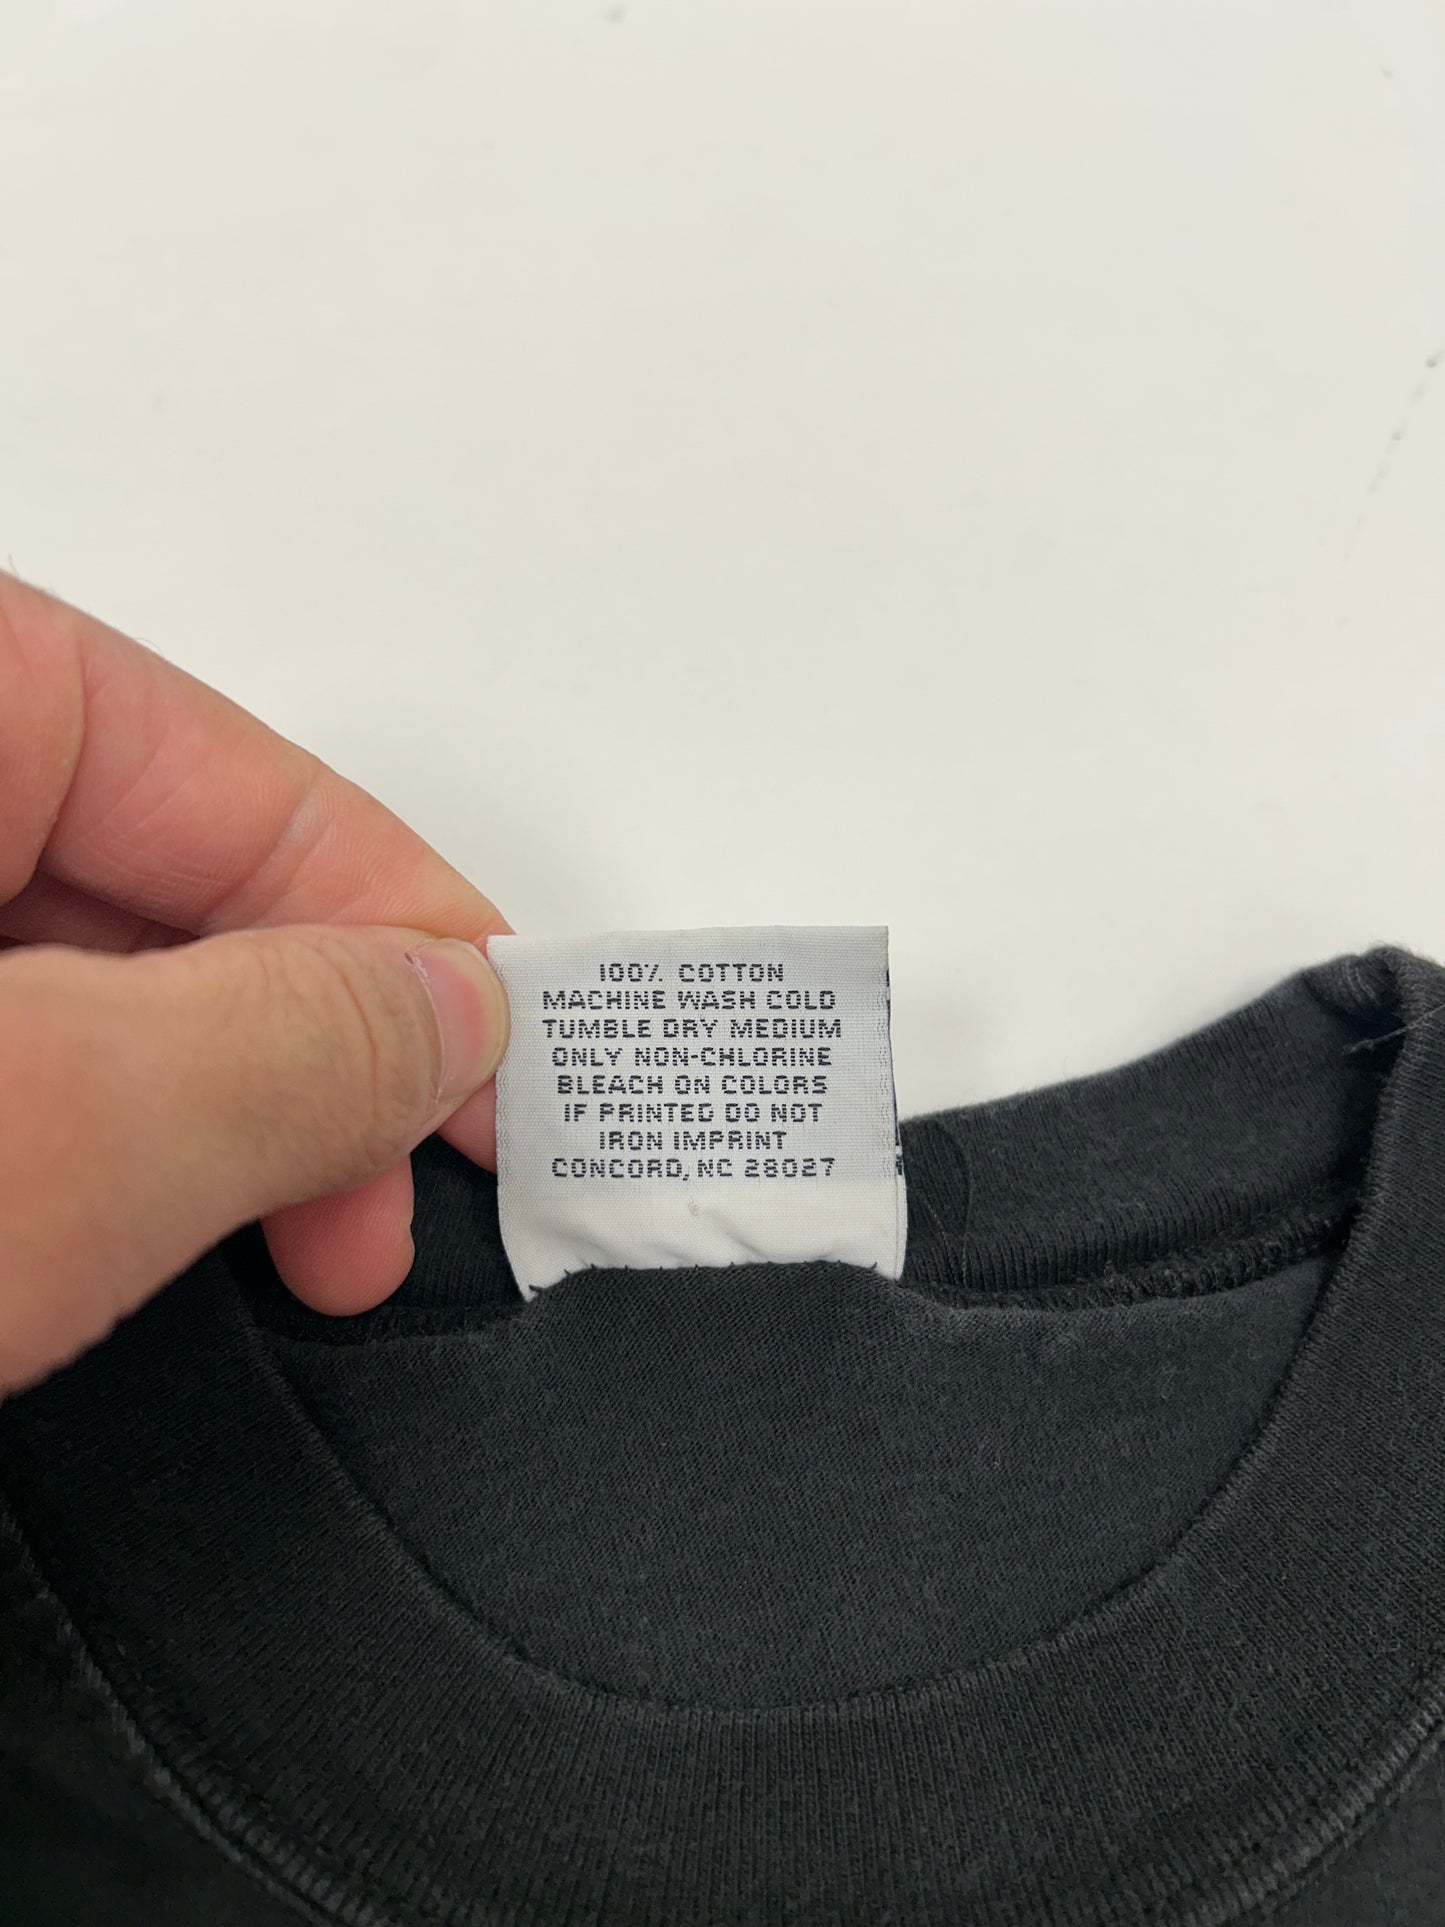 100% COTTON
MACHINE WASH COLD
TUMBLE DRY MEDIUM
ONLY NON-CHLORINE
BLEACH ON COLORS
IF PRINTED DO NOT
IRON IMPRINT
CONCORD, NC 28027